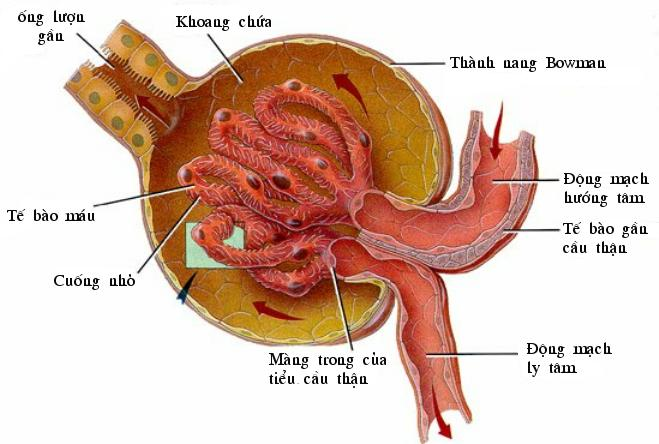 ống lượn
gần
Khoang chứa
Thành nang Bowman
Động mạch
hướng tâm
Tế bào máu
Tế bào gần
cầu thận
Cuống nhỏ
Màng trong của
tiểu cầu thận
Động mạch
ly tâm